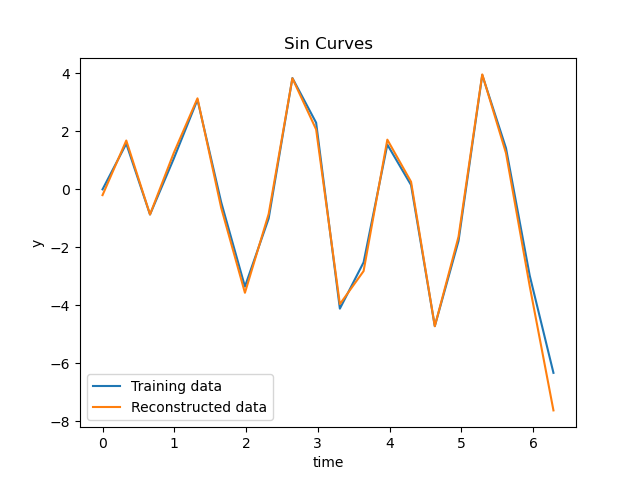 Sin Curves
4
2
0
−2
−4
−6
−8
y
Training data
Reconstructed data
0 1 2 3 4 5 6
time